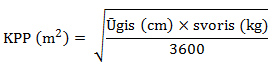 KPP (m²) = √(Ūgis (cm) × svoris (kg) / 3600)